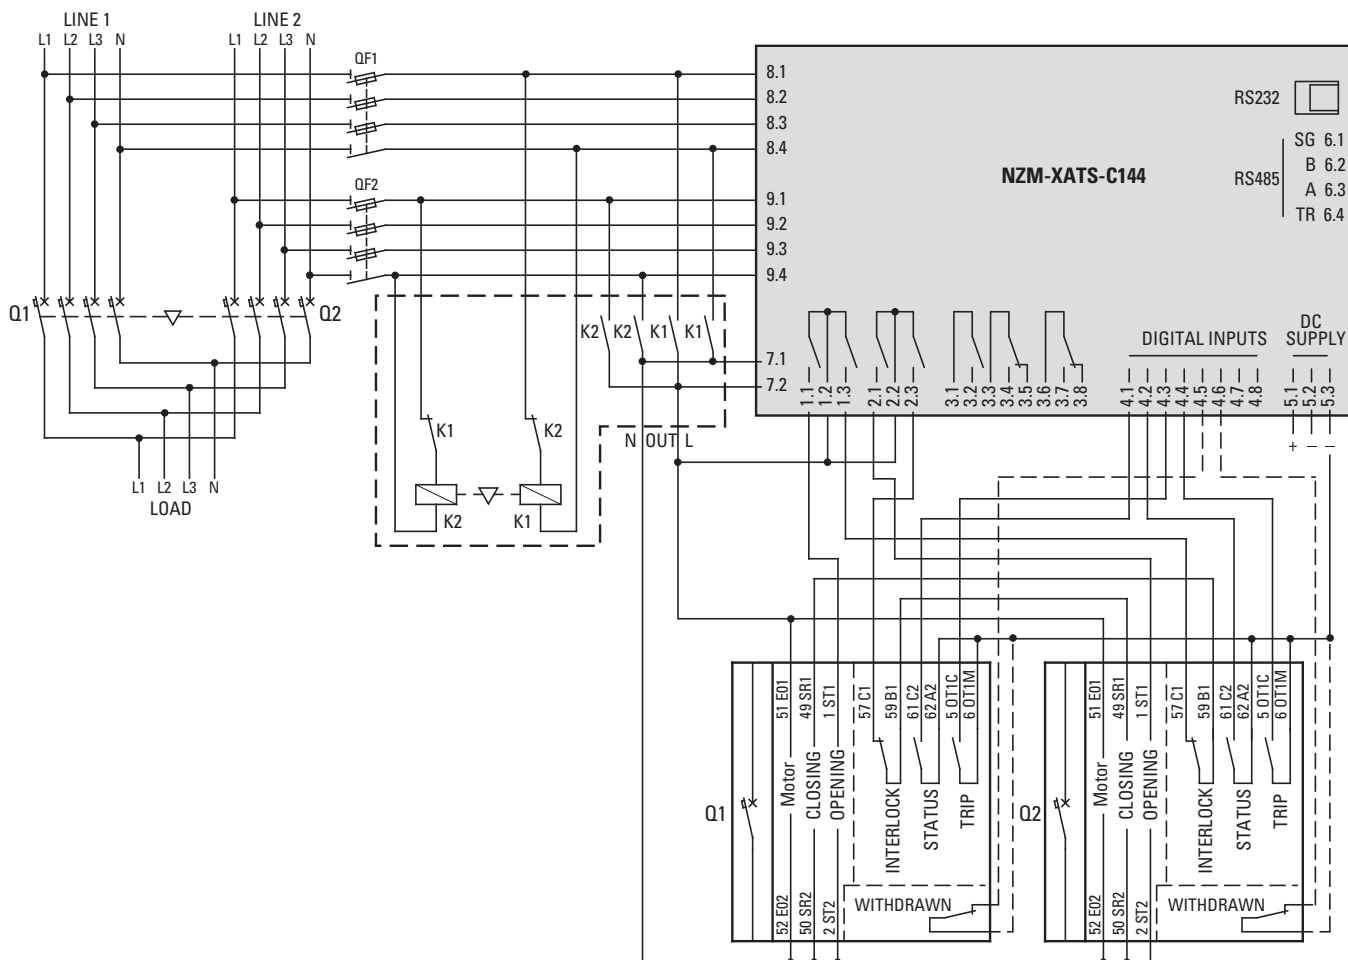 LINE 1
LINE 2
L1 L2 L3 N
L1 L2 L3 N
QF1
QF2
8.1
8.2
8.3
8.4
9.1
9.2
9.3
9.4
7.1
7.2
NZM-XATS-C144
RS232
RS485
SG 6.1
B 6.2
A 6.3
TR 6.4
DIGITAL INPUTS
DC
SUPPLY
1.1 1.2 1.3 2.1 2.2 2.3 3.1 3.2 3.3 3.4 3.5 3.6 3.7 3.8 4.1 4.2 4.3 4.4 4.5 4.6 4.7 4.8 5.1 5.2 5.3
+ – –
Q1
Q2
K2 K2 K1 K1
K1
K2
K2
K1
N OUT L
L1 L2 L3 N
LOAD
Q1
51 E01
49 SR1
1 ST1
57 C1
59 B1
61 C2
62 A2
5 OT1C
6 OT1M
Motor
CLOSING
OPENING
INTERLOCK
STATUS
TRIP
WITHDRAWN
52 E02
50 SR2
2 ST2
Q2
51 E01
49 SR1
1 ST1
57 C1
59 B1
61 C2
62 A2
5 OT1C
6 OT1M
Motor
CLOSING
OPENING
INTERLOCK
STATUS
TRIP
WITHDRAWN
52 E02
50 SR2
2 ST2